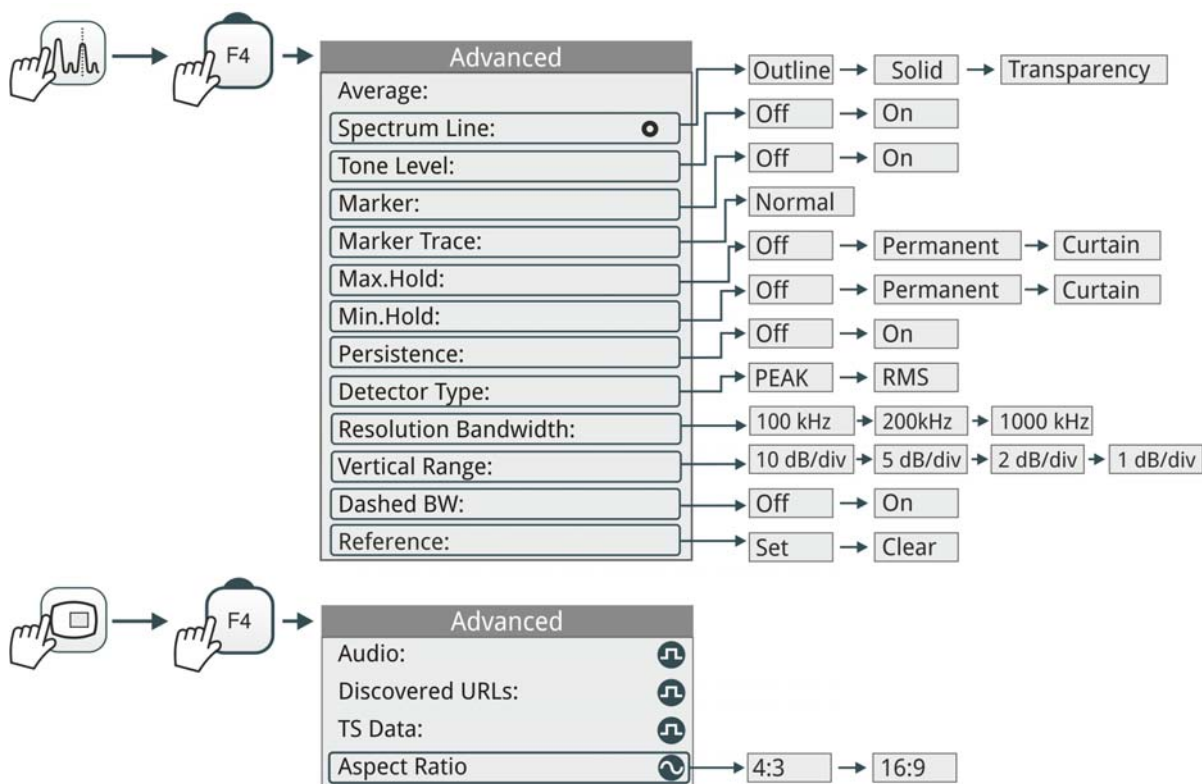 F4
Advanced
Average:
Spectrum Line:
Outline Solid Transparency
Tone Level:
Off On
Marker:
Off On
Marker Trace:
Normal
Max.Hold:
Off Permanent Curtain
Min.Hold:
Off Permanent Curtain
Persistence:
Off On
Detector Type:
PEAK RMS
Resolution Bandwidth:
100 kHz 200kHz 1000 kHz
Vertical Range:
10 dB/div 5 dB/div 2 dB/div 1 dB/div
Dashed BW:
Off On
Reference:
Set Clear
F4
Advanced
Audio:
Discovered URLs:
TS Data:
Aspect Ratio
4:3 16:9